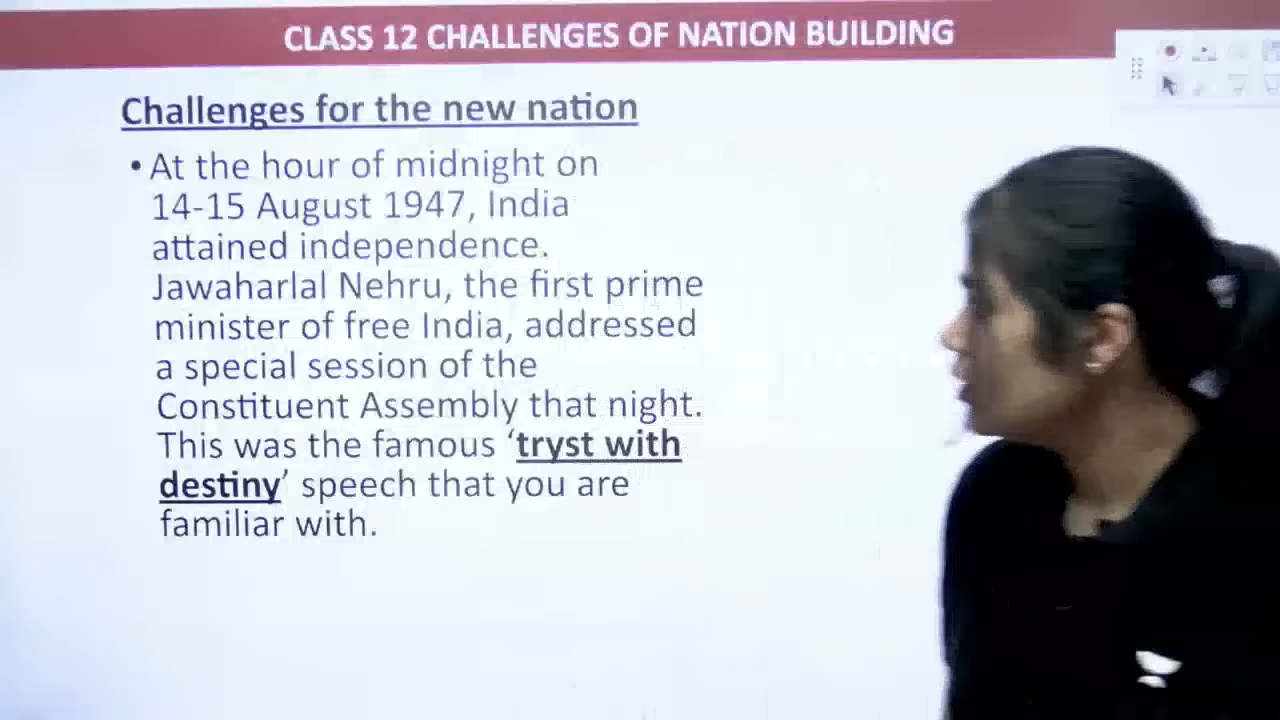 CLASS 12 CHALLENGES OF NATION BUILDING
Challenges for the new nation
• At the hour of midnight on
14-15 August 1947, India
attained independence.
Jawaharlal Nehru, the first prime
minister of free India, addressed
a special session of the
Constituent Assembly that night.
This was the famous ‘tryst with
destiny’ speech that you are
familiar with.